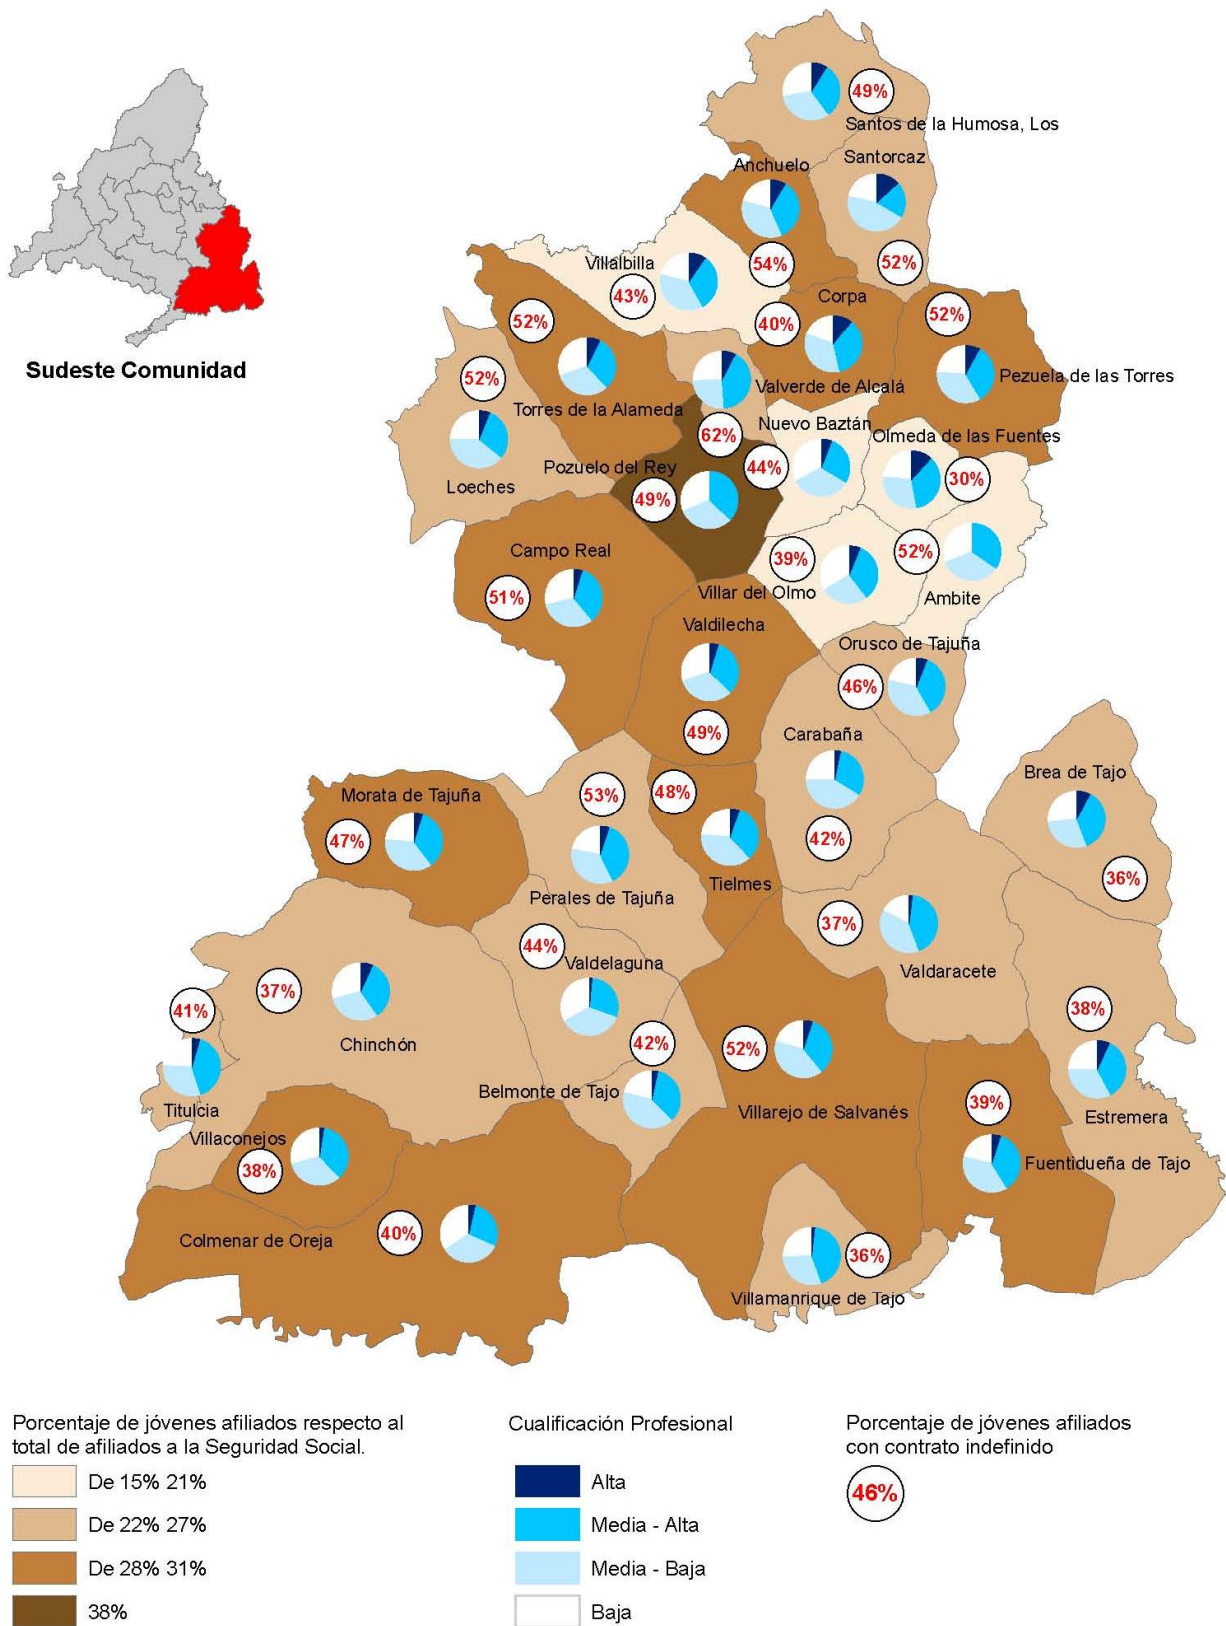 49%
Santos de la Humosa, Los
Anchuelo
Santorcaz
54%
52%
Villalbilla
43%
Corpa
40%
52%
Pezuela de las Torres
52%
Torres de la Alameda
Valverde de Alcalá
62%
52%
Loeches
Nuevo Baztán
44%
Olmeda de las Fuentes
30%
Pozuelo del Rey
49%
Campo Real
51%
39%
Villar del Olmo
52%
Ambite
Valdilecha
49%
Orusco de Tajuña
46%
Carabaña
42%
Brea de Tajo
36%
Morata de Tajuña
47%
53%
Perales de Tajuña
48%
Tielmes
37%
Valdaracete
44%
Valdelaguna
37%
Chinchón
41%
Titulcia
42%
Belmonte de Tajo
52%
Villarejo de Salvanés
38%
Estremera
39%
Fuentidueña de Tajo
Villaconejos
38%
Colmenar de Oreja
40%
36%
Villamanrique de Tajo
Sudeste Comunidad
Porcentaje de jóvenes afiliados respecto al
total de afiliados a la Seguridad Social.
De 15% 21%
De 22% 27%
De 28% 31%
38%
Cualificación Profesional
Alta
Media - Alta
Media - Baja
Baja
Porcentaje de jóvenes afiliados
con contrato indefinido
46%